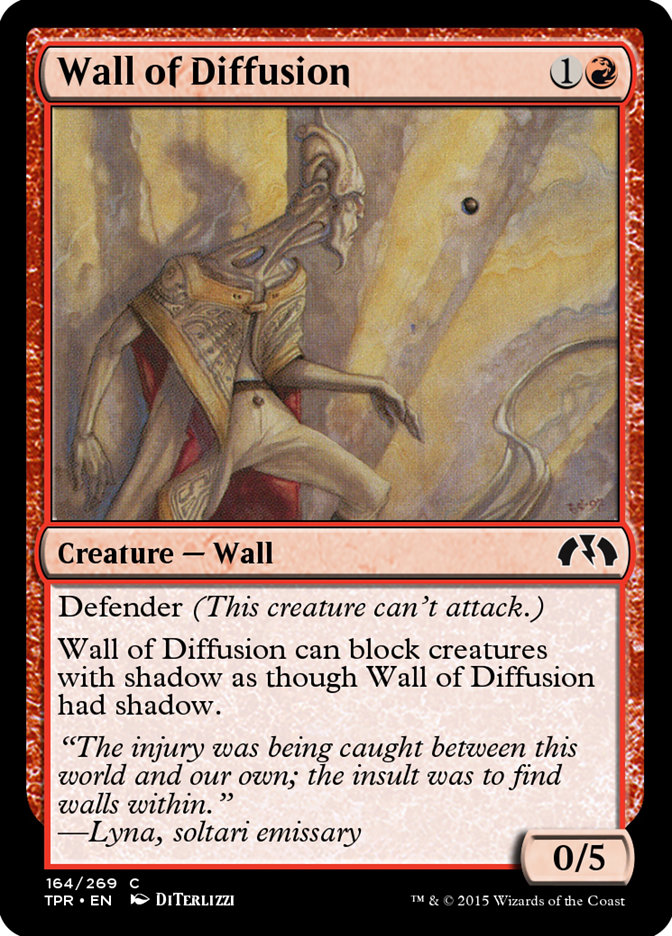 Wall of Diffusion 1
Creature — Wall
Defender (This creature can't attack.)
Wall of Diffusion can block creatures
with shadow as though Wall of Diffusion
had shadow.
"The injury was being caught between this
world and our own; the insult was to find
walls within."
—Lyna, soltari emissary
0/5
164/269 C
TPR • EN DiTerlizzi
™ & © 2015 Wizards of the Coast